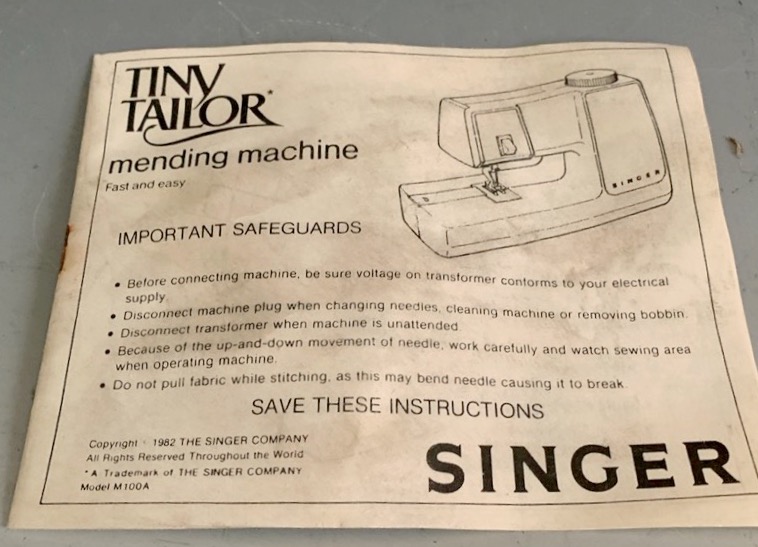 TINY
TAILOR*
mending machine
Fast and easy
SINGER
IMPORTANT SAFEGUARDS
• Before connecting machine, be sure voltage on transformer conforms to your electrical
supply.
• Disconnect machine plug when changing needles, cleaning machine or removing bobbin.
• Disconnect transformer when machine is unattended.
• Because of the up-and-down movement of needle, work carefully and watch sewing area
when operating machine.
• Do not pull fabric while stitching, as this may bend needle causing it to break.
SAVE THESE INSTRUCTIONS
Copyright © 1982 THE SINGER COMPANY
All Rights Reserved Throughout the World
* A Trademark of THE SINGER COMPANY
Model M100A
SINGER